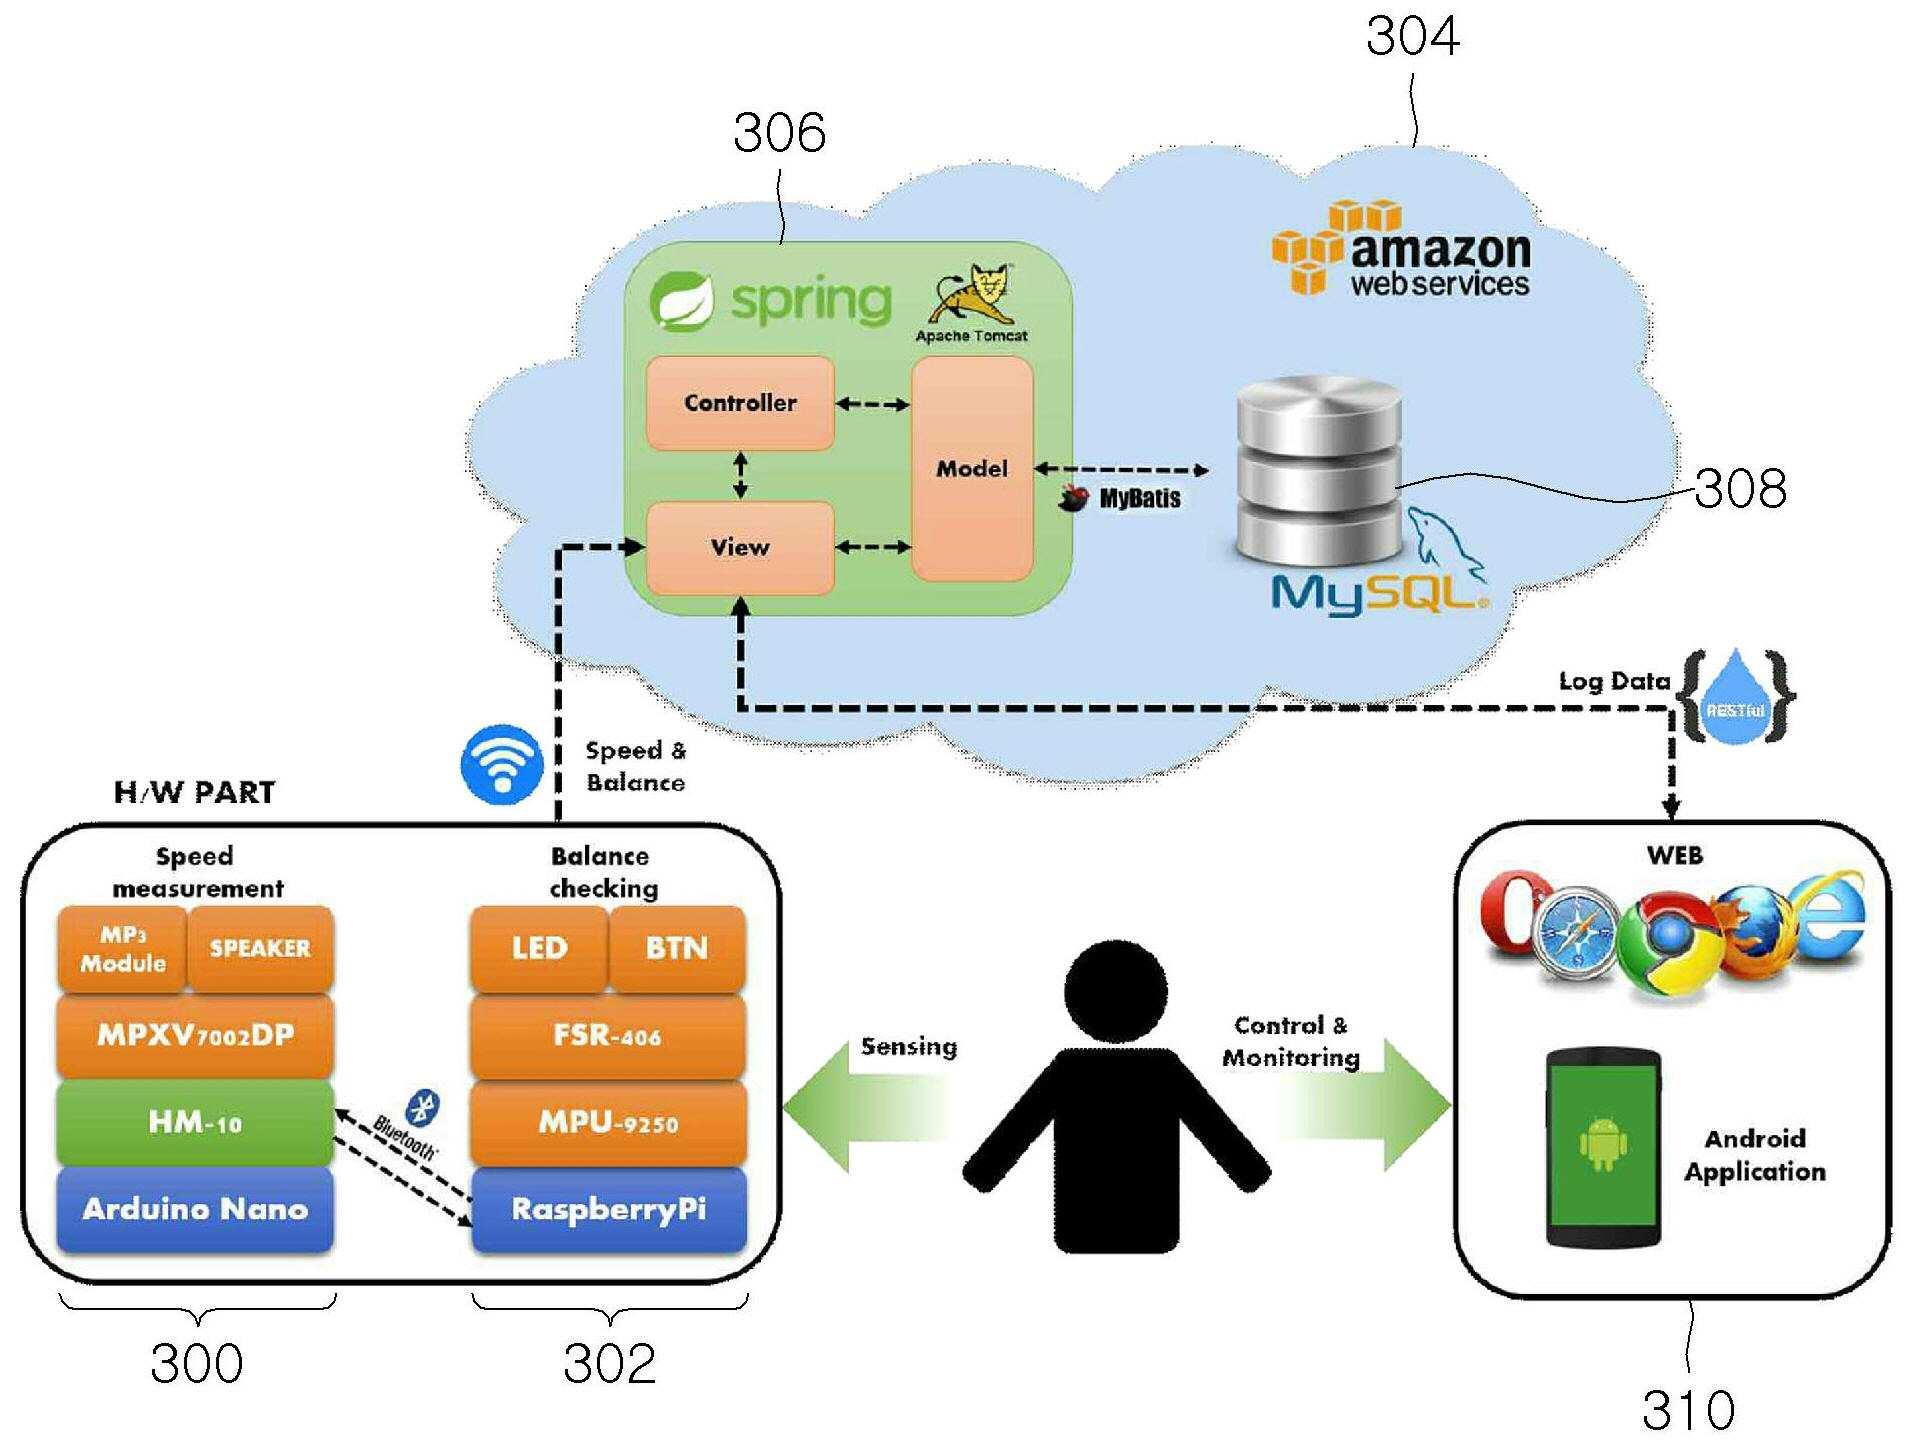 304
306
amazon
web services
spring
Apache Tomcat
Controller
Model
MyBatis
308
View
MySQL®
Log Data
{RESTful}
Speed &
Balance
H/W PART
Speed
measurement
Balance
checking
WEB
MP3
Module
SPEAKER
LED
BTN
MPXV7002DP
FSR-406
Sensing
Control &
Monitoring
HM-10
Bluetooth
MPU-9250
Android
Application
Arduino Nano
RaspberryPi
300
302
310